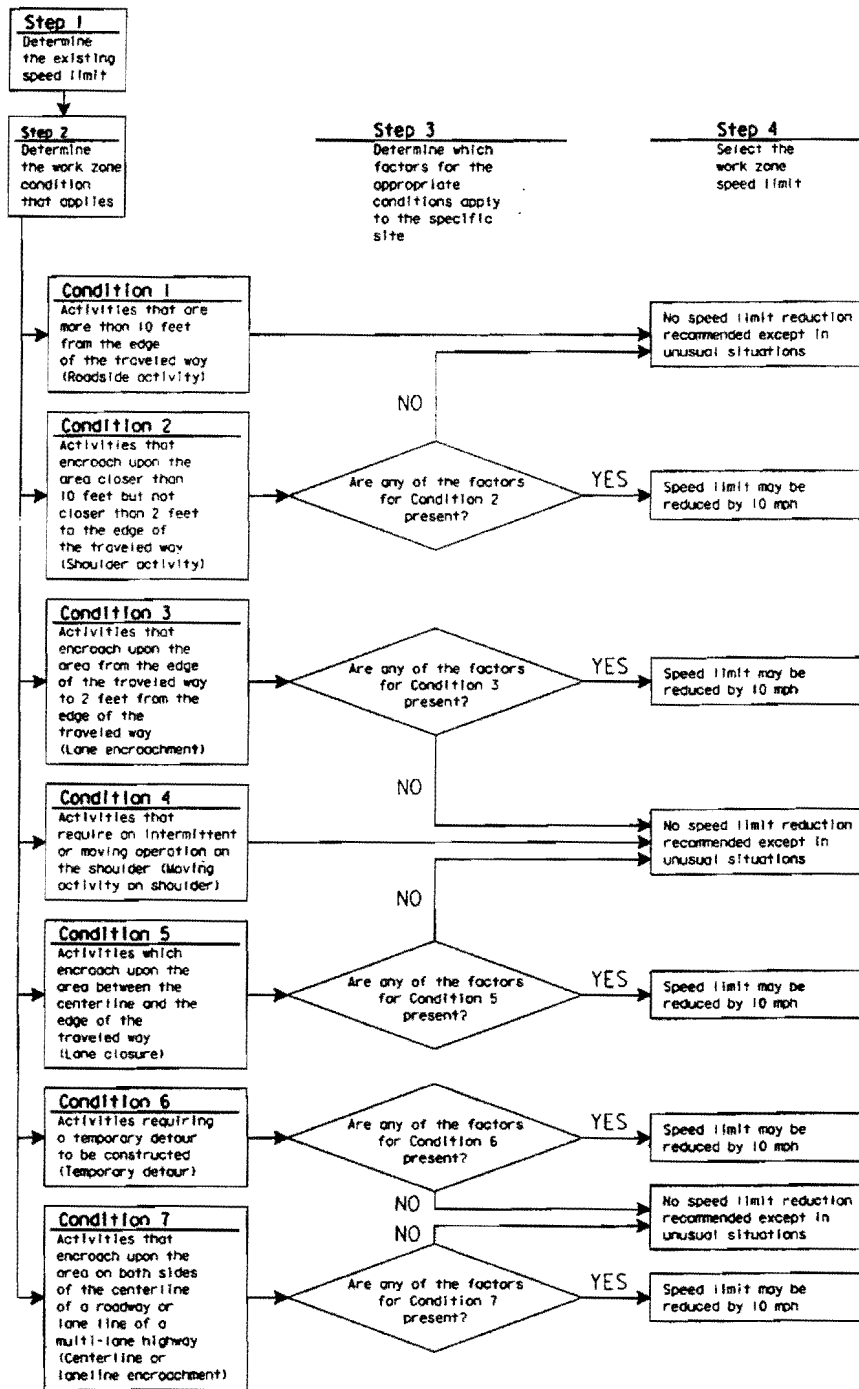 Step 1
Determine
the existing
speed limit
Step 2
Determine
the work zone
condition
that applies
Step 3
Determine which
factors for the
appropriate
conditions apply
to the specific
site
Step 4
Select the
work zone
speed limit
Condition 1
Activities that are
more than 10 feet
from the edge
of the traveled way
(Roadside activity)
No speed limit reduction
recommended except in
unusual situations
NO
Condition 2
Activities that
encroach upon the
area closer than
10 feet but not
closer than 2 feet
to the edge of
the traveled way
(Shoulder activity)
Are any of the factors
for Condition 2
present?
YES
Speed limit may be
reduced by 10 mph
Condition 3
Activities that
encroach upon the
area from the edge
of the traveled way
to 2 feet from the
edge of the
traveled way
(Lane encroachment)
Are any of the factors
for Condition 3
present?
YES
Speed limit may be
reduced by 10 mph
NO
Condition 4
Activities that
require an intermittent
or moving operation on
the shoulder (Moving
activity on shoulder)
No speed limit reduction
recommended except in
unusual situations
NO
Condition 5
Activities which
encroach upon the
area between the
centerline and the
edge of the
traveled way
(Lane closure)
Are any of the factors
for Condition 5
present?
YES
Speed limit may be
reduced by 10 mph
Condition 6
Activities requiring
a temporary detour
to be constructed
(Temporary detour)
Are any of the factors
for Condition 6
present?
YES
Speed limit may be
reduced by 10 mph
NO
No speed limit reduction
recommended except in
unusual situations
NO
Condition 7
Activities that
encroach upon the
area on both sides
of the centerline
of a roadway or
lane line of a
multi-lane highway
(Centerline or
laneline encroachment)
Are any of the factors
for Condition 7
present?
YES
Speed limit may be
reduced by 10 mph